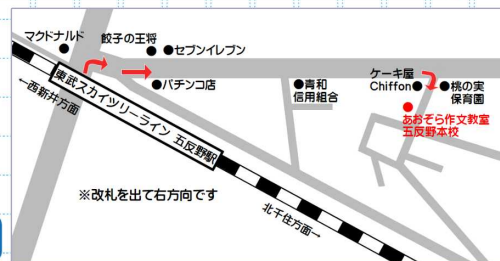 マクドナルド
餃子の王将
セブンイレブン
パチンコ店
←西新井方面
東武スカイツリーライン 五反野駅
青和
信用組合
ケーキ屋
Chiffon
桃の実
保育園
あおぞら作文教室
五反野本校
※改札を出て右方向です
北千住方面→